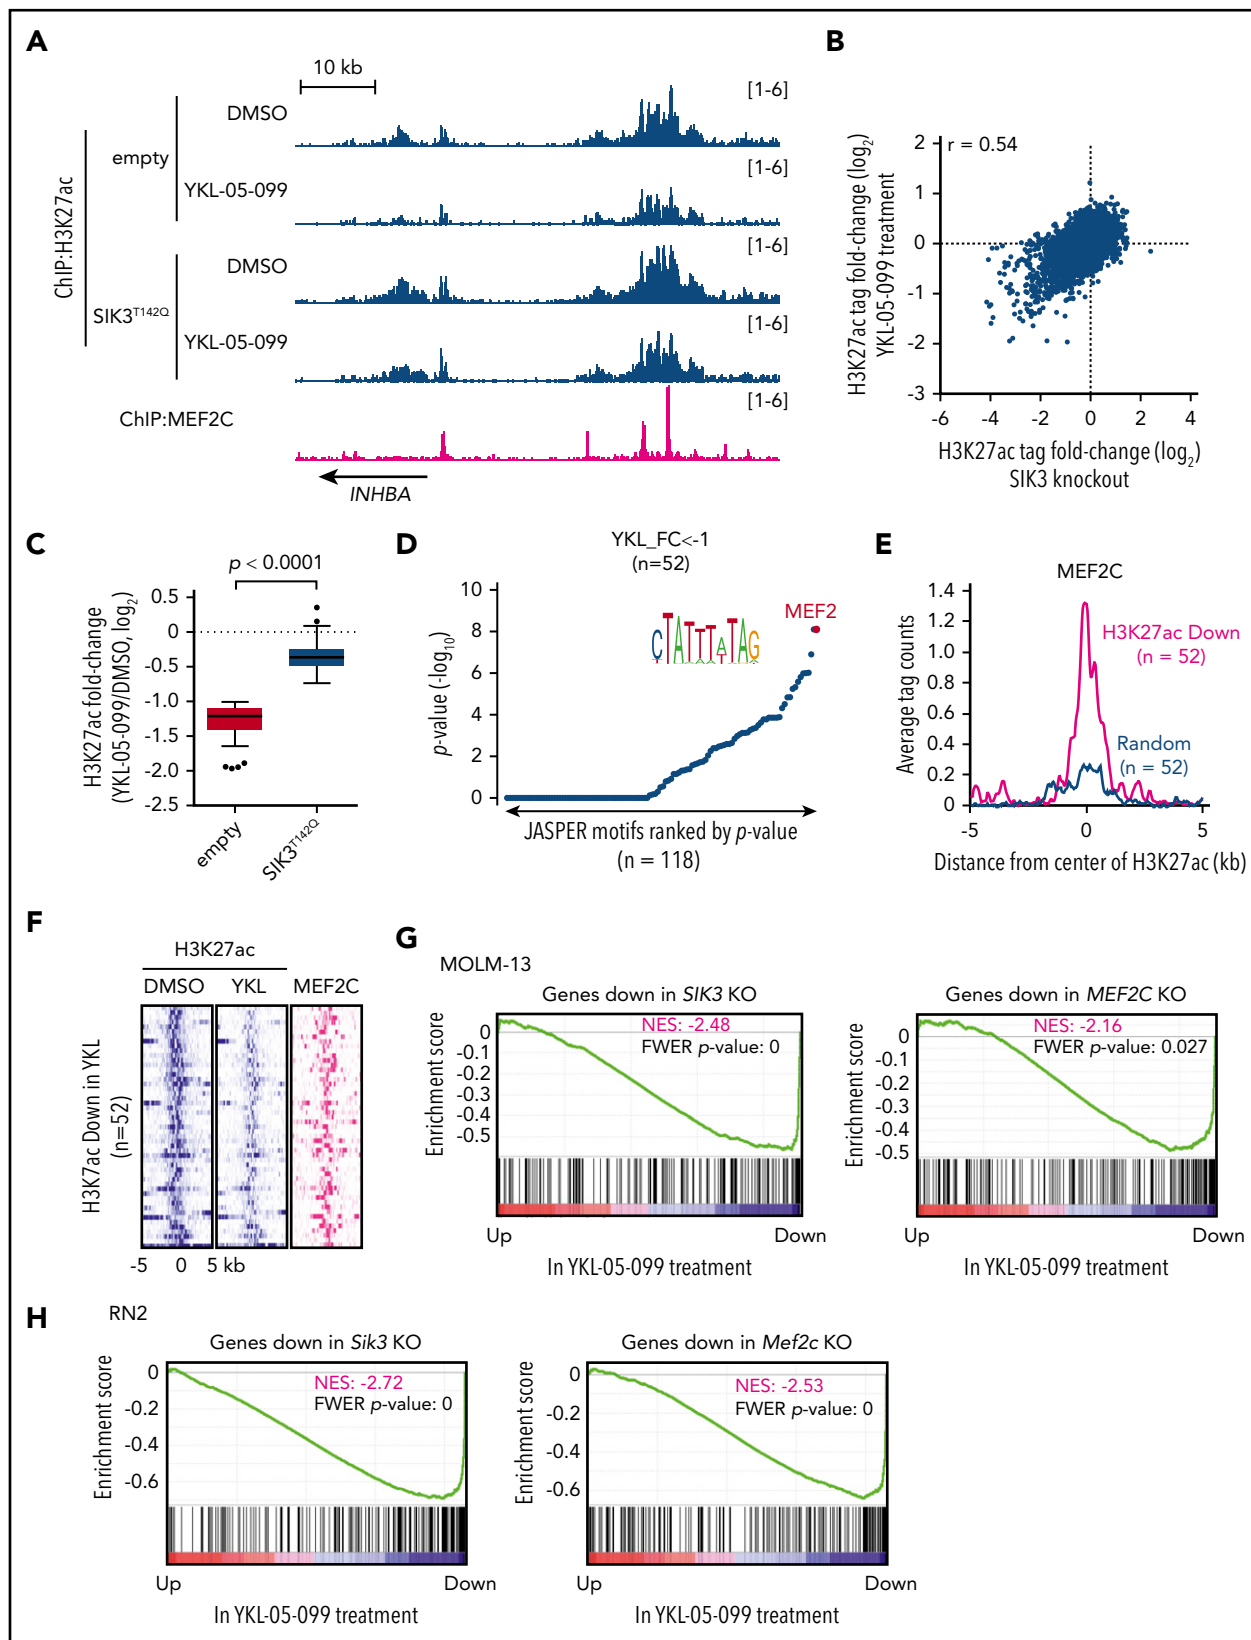 A
10 kb
ChIP:H3K27ac
empty
DMSO
[1-6]
YKL-05-099
[1-6]
SIK3T142Q
DMSO
[1-6]
YKL-05-099
[1-6]
ChIP:MEF2C
[1-6]
INHBA
B
H3K27ac tag fold-change (log2)
YKL-05-099 treatment
r = 0.54
2
1
0
-1
-2
-3
-6 -4 -2 0 2 4
H3K27ac tag fold-change (log2)
SIK3 knockout
C
p < 0.0001
H3K27ac fold-change
(YKL-05-099/DMSO, log2)
0.5
0
-0.5
-1.0
-1.5
-2.0
-2.5
empty
SIK3T142Q
D
YKL_FC<-1
(n=52)
p-value (-log10)
10
8
6
4
2
0
CTATTTATAG
MEF2
JASPER motifs ranked by p-value
(n = 118)
E
MEF2C
Average tag counts
1.4
1.2
1.0
0.6
0.4
0.2
0
H3K27ac Down
(n = 52)
Random
(n = 52)
-5 0 5
Distance from center of H3K27ac (kb)
F
H3K27ac
DMSO YKL MEF2C
H3K7ac Down in YKL
(n=52)
-5 0 5 kb
G
MOLM-13
Genes down in SIK3 KO
Enrichment score
0
-0.1
-0.2
-0.3
-0.4
-0.5
NES: -2.48
FWER p-value: 0
Up Down
In YKL-05-099 treatment
Genes down in MEF2C KO
Enrichment score
0
-0.1
-0.2
-0.3
-0.4
-0.5
NES: -2.16
FWER p-value: 0.027
Up Down
In YKL-05-099 treatment
H
RN2
Genes down in Sik3 KO
Enrichment score
0
-0.2
-0.4
-0.6
NES: -2.72
FWER p-value: 0
Up Down
In YKL-05-099 treatment
Genes down in Mef2c KO
Enrichment score
0
-0.2
-0.4
-0.6
NES: -2.53
FWER p-value: 0
Up Down
In YKL-05-099 treatment